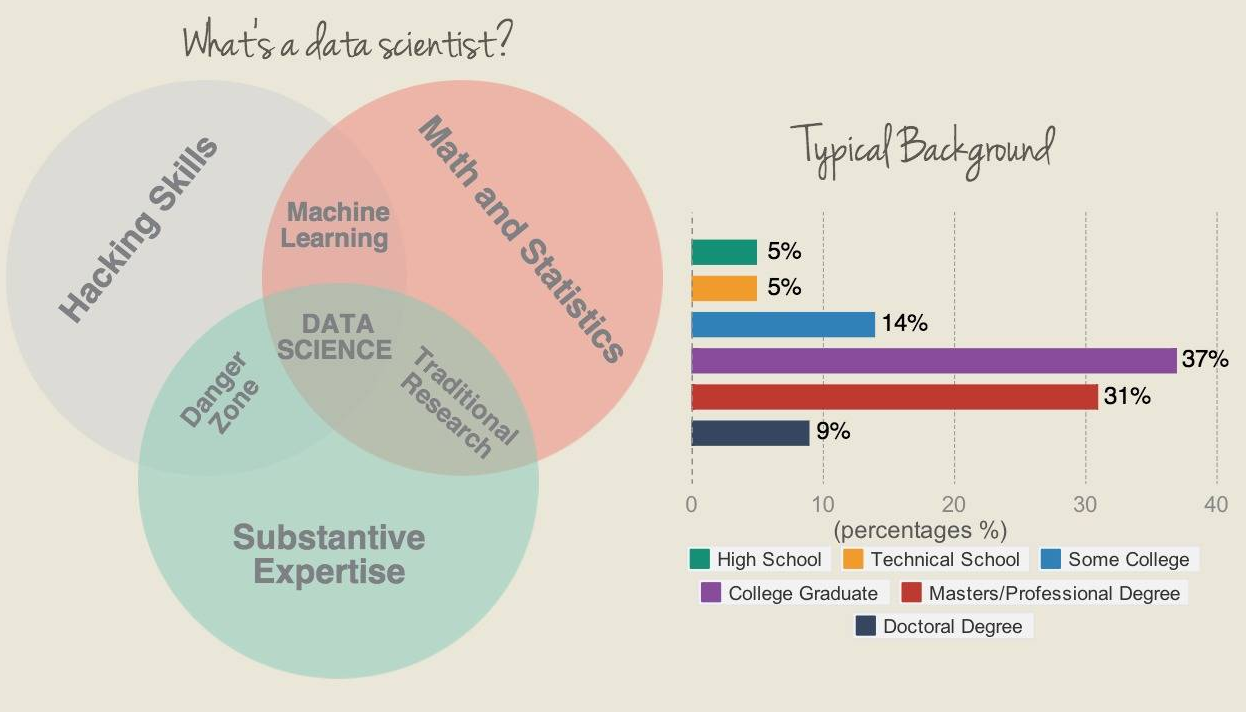 What's a data scientist?
Hacking Skills
Math and Statistics
Machine
Learning
DATA
SCIENCE
Danger
Zone
Traditional
Research
Substantive
Expertise
Typical Background
5%
5%
14%
37%
31%
9%
0 10 20 30 40
(percentages %)
High School Technical School Some College
College Graduate Masters/Professional Degree
Doctoral Degree